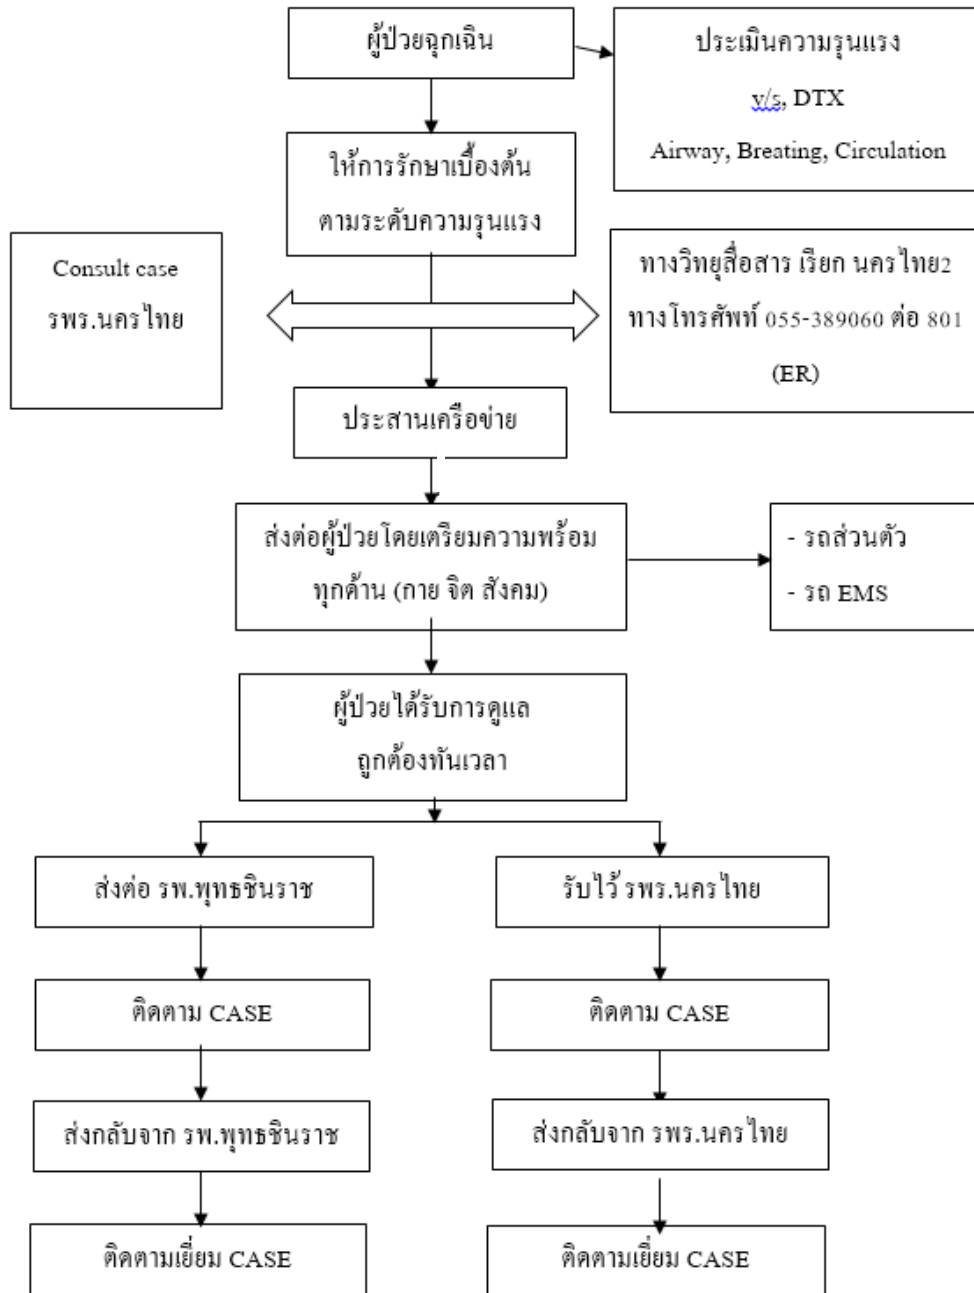 ผู้ป่วยฉุกเฉิน
ประเมินความรุนแรง
v/s, DTX
Airway, Breating, Circulation
ให้การรักษาเบื้องต้น
ตามระดับความรุนแรง
Consult case
รพร.นครไทย
ทางวิทยุสื่อสาร เรียก นครไทย2
ทางโทรศัพท์ 055-389060 ต่อ 801
(ER)
ประสานเครือข่าย
ส่งต่อผู้ป่วยโดยเตรียมความพร้อม
ทุกด้าน (กาย จิต สังคม)
- รถส่วนตัว
- รถ EMS
ผู้ป่วยได้รับการดูแล
ถูกต้องทันเวลา
ส่งต่อ รพ.พุทธชินราช
รับไว้ รพร.นครไทย
ติดตาม CASE
ติดตาม CASE
ส่งกลับจาก รพ.พุทธชินราช
ส่งกลับจาก รพร.นครไทย
ติดตามเยี่ยม CASE
ติดตามเยี่ยม CASE